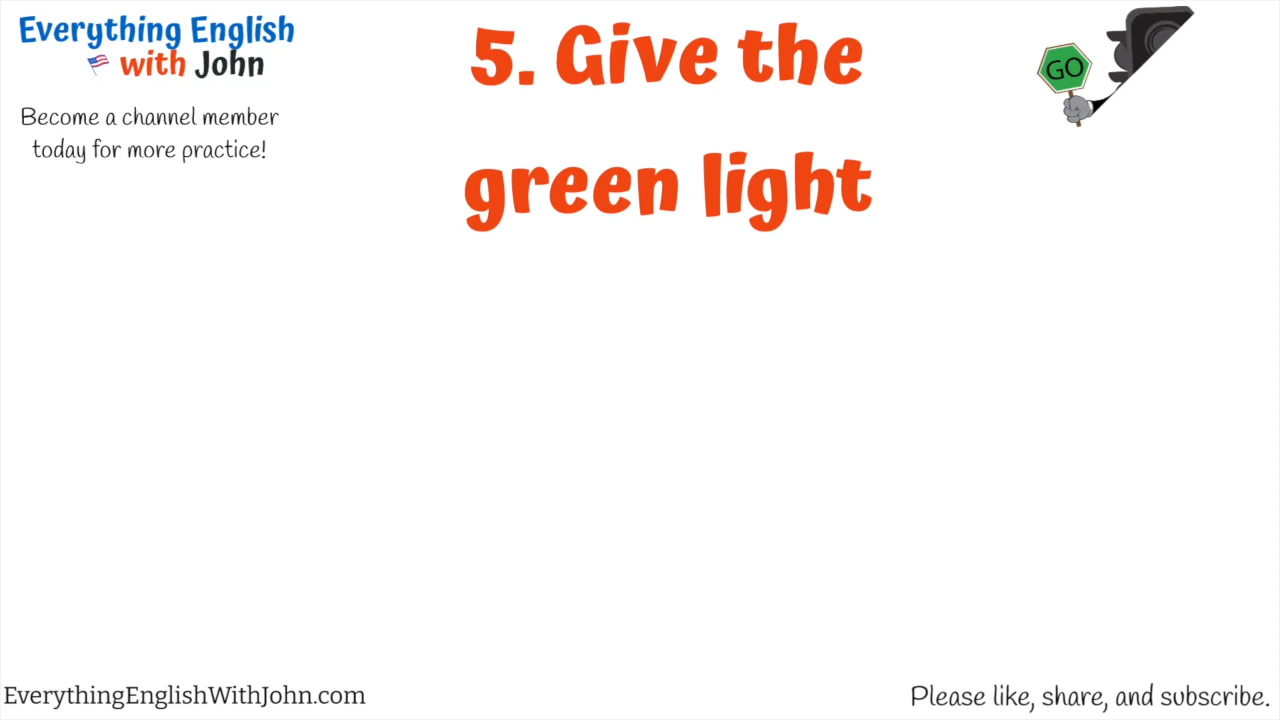 Everything English
with John
Become a channel member
today for more practice!
5. Give the
green light
GO
EverythingEnglishWithJohn.com
Please like, share, and subscribe.